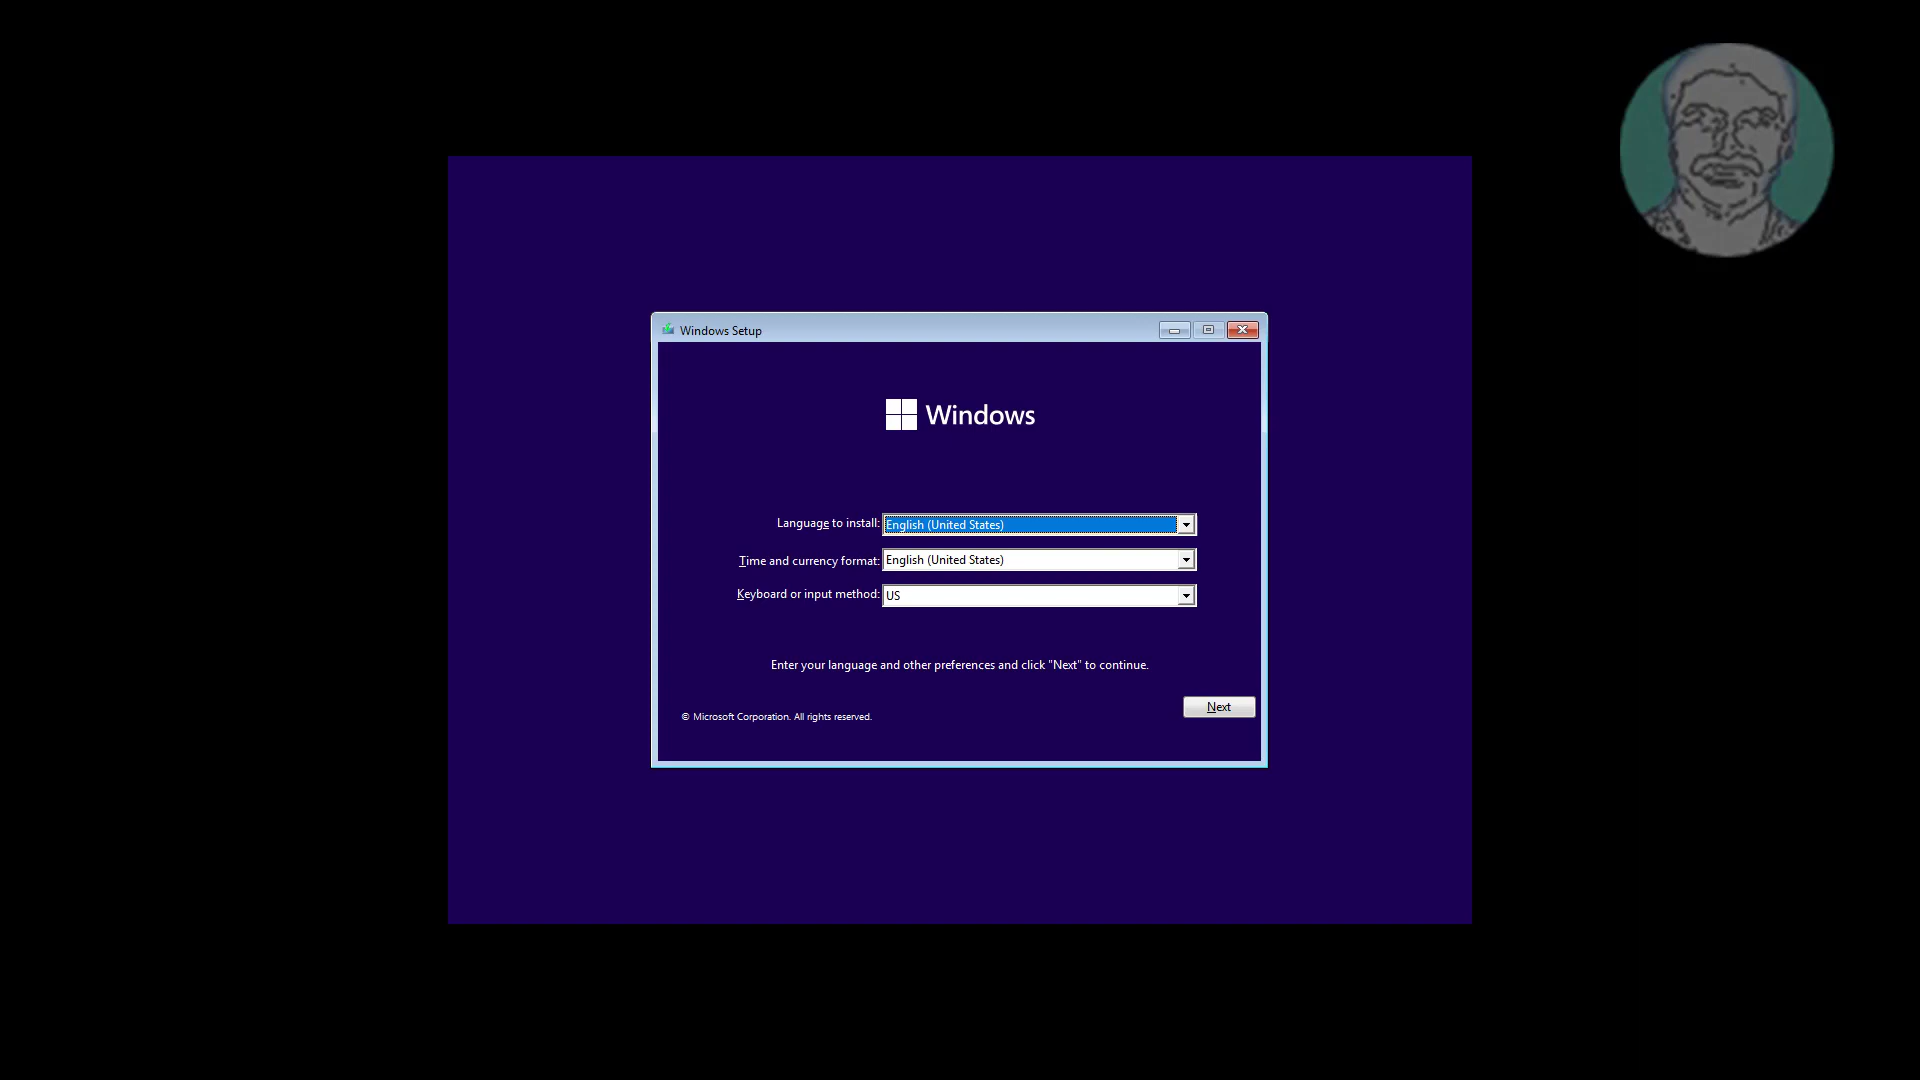 Windows Setup
Windows
Language to install: English (United States)
Time and currency format: English (United States)
Keyboard or input method: US
Enter your language and other preferences and click "Next" to continue.
Next
© Microsoft Corporation. All rights reserved.